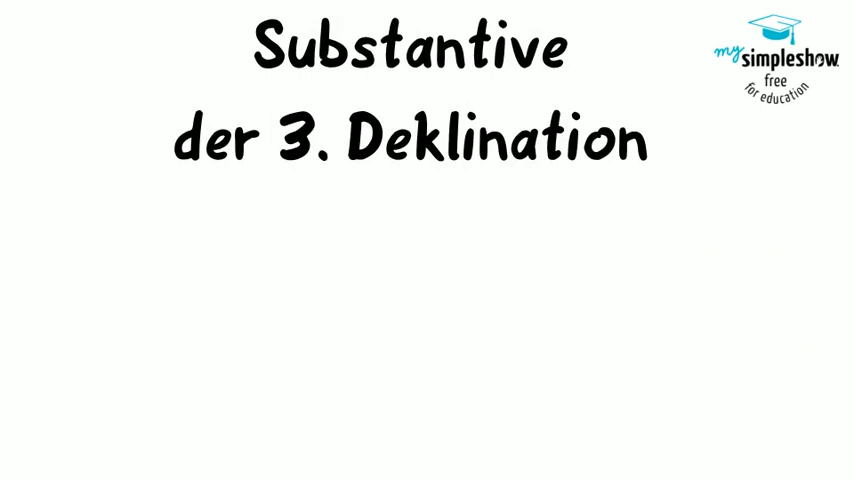 Substantive
der 3. Deklination
my
simpleshow
free
for education